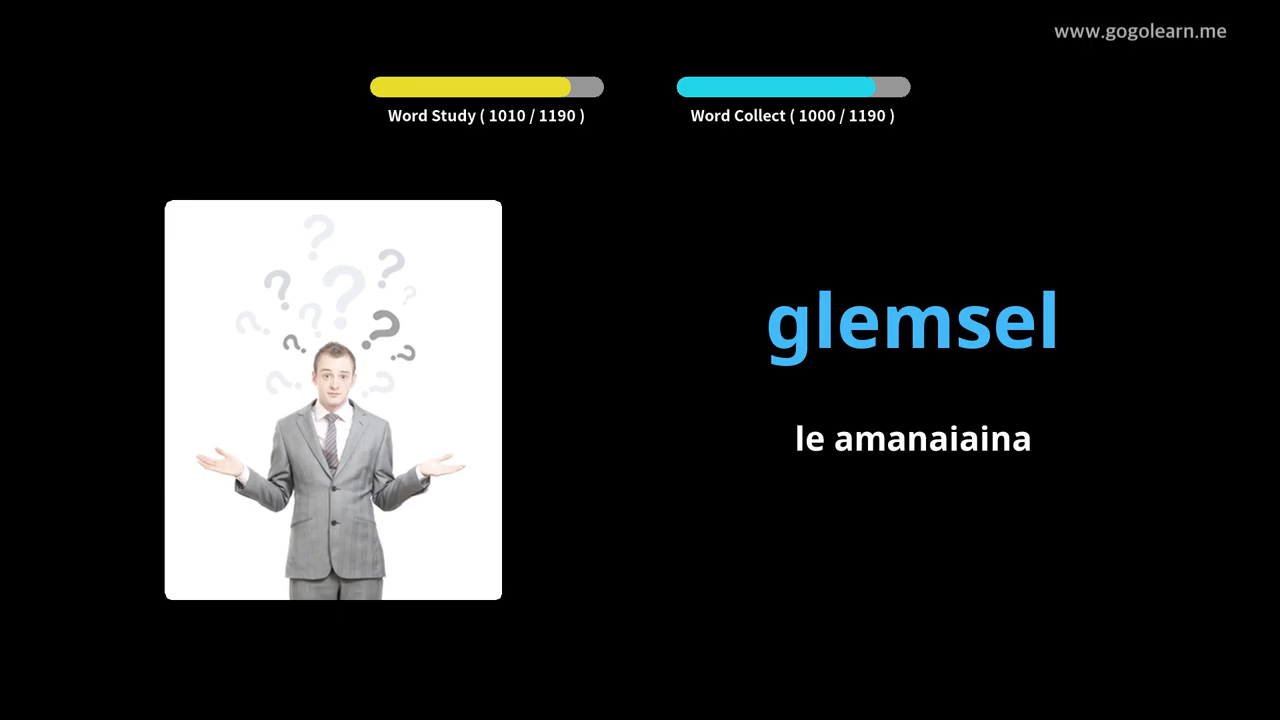 www.gogolearn.me
Word Study ( 1010 / 1190 )
Word Collect ( 1000 / 1190 )
glemsel
le amanaiaina